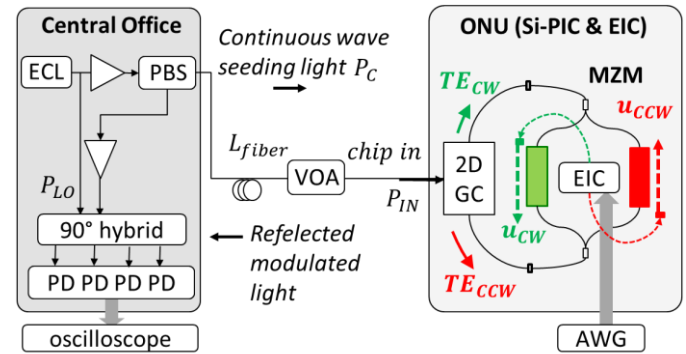 Central Office
ECL
PBS
P_LO
90° hybrid
PD PD PD PD
oscilloscope
Continuous wave
seeding light P_C
L_fiber
VOA
chip in
P_IN
Refelected
modulated
light
ONU (Si-PIC & EIC)
MZM
TE_CW
u_CCW
2D
GC
EIC
u_CW
TE_CCW
AWG